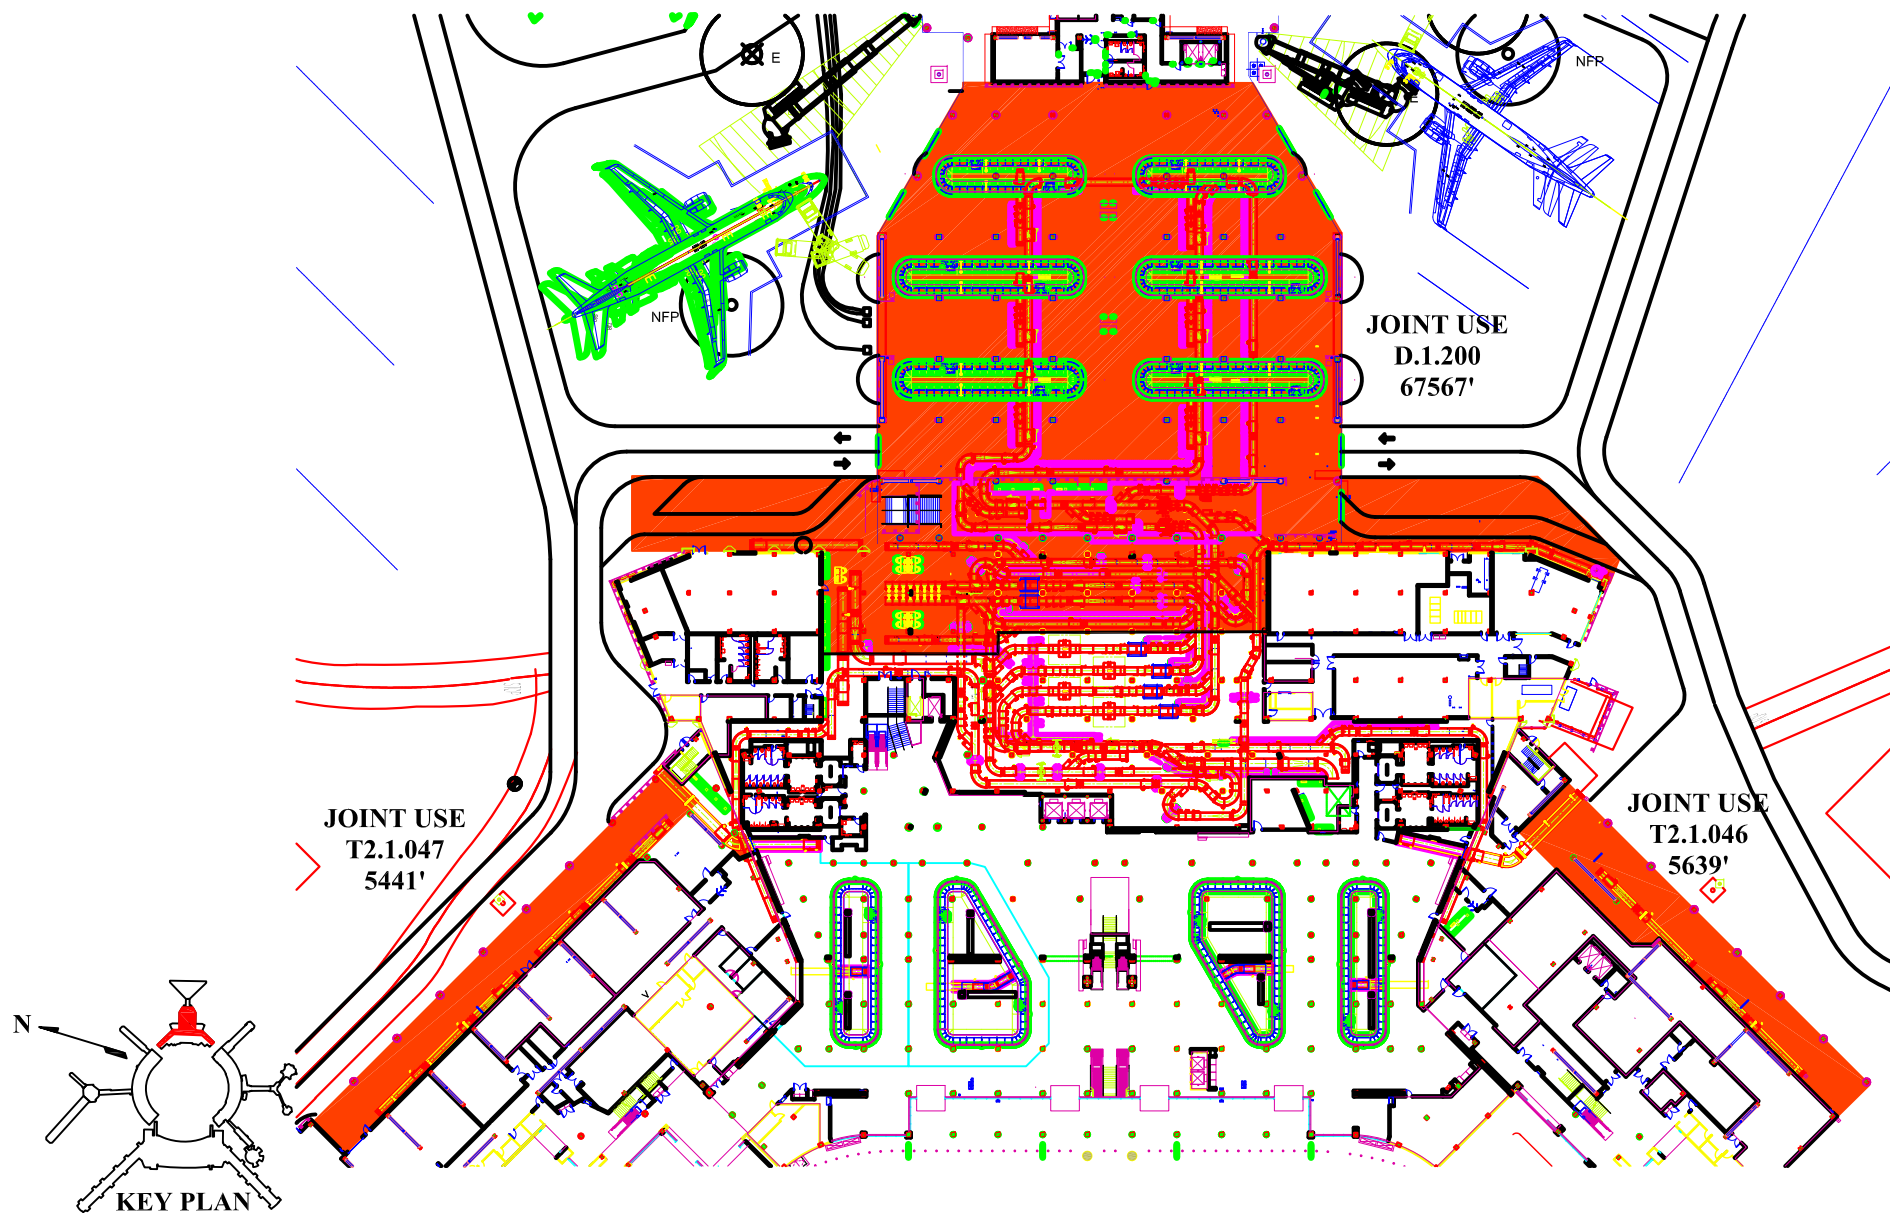 E
NFP
E
NFP
JOINT USE
D.1.200
67567'
JOINT USE
T2.1.047
5441'
JOINT USE
T2.1.046
5639'
N
KEY PLAN